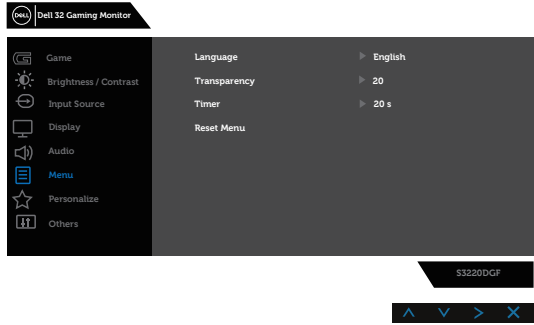 DELL Dell 32 Gaming Monitor
Game
Language English
Brightness / Contrast
Transparency 20
Input Source
Timer 20 s
Display
Reset Menu
Audio
Menu
Personalize
Others
S3220DGF